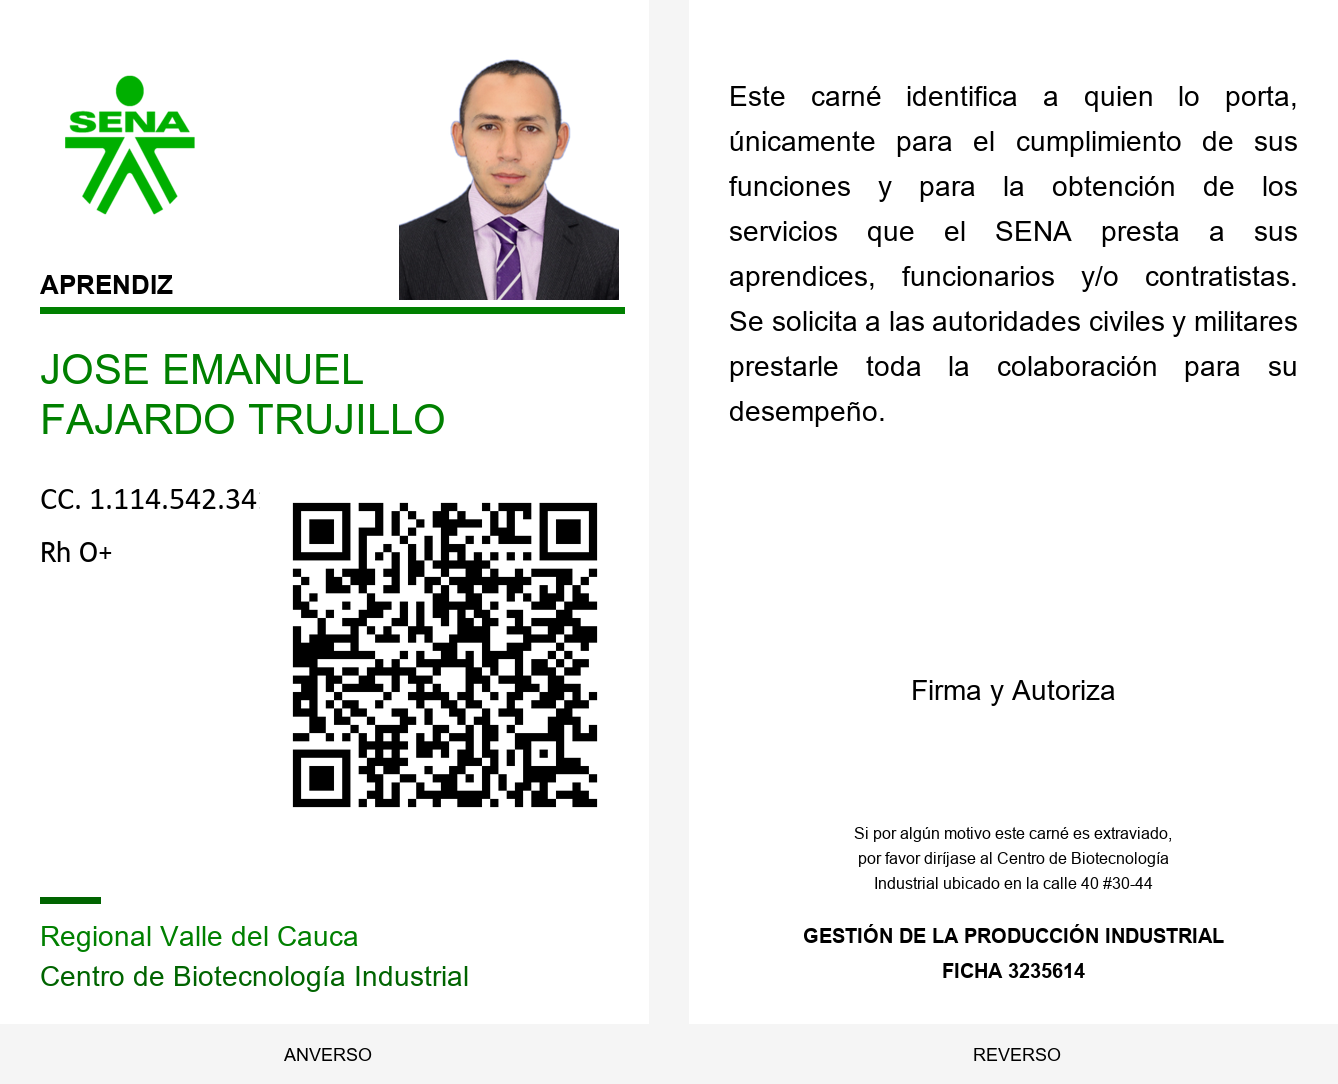 SENA
APRENDIZ
JOSE EMANUEL
FAJARDO TRUJILLO
CC. 1.114.542.34
Rh O+
Regional Valle del Cauca
Centro de Biotecnología Industrial
ANVERSO
Este carné identifica a quien lo porta,
únicamente para el cumplimiento de sus
funciones y para la obtención de los
servicios que el SENA presta a sus
aprendices, funcionarios y/o contratistas.
Se solicita a las autoridades civiles y militares
prestarle toda la colaboración para su
desempeño.
Firma y Autoriza
Si por algún motivo este carné es extraviado,
por favor diríjase al Centro de Biotecnología
Industrial ubicado en la calle 40 #30-44
GESTIÓN DE LA PRODUCCIÓN INDUSTRIAL
FICHA 3235614
REVERSO